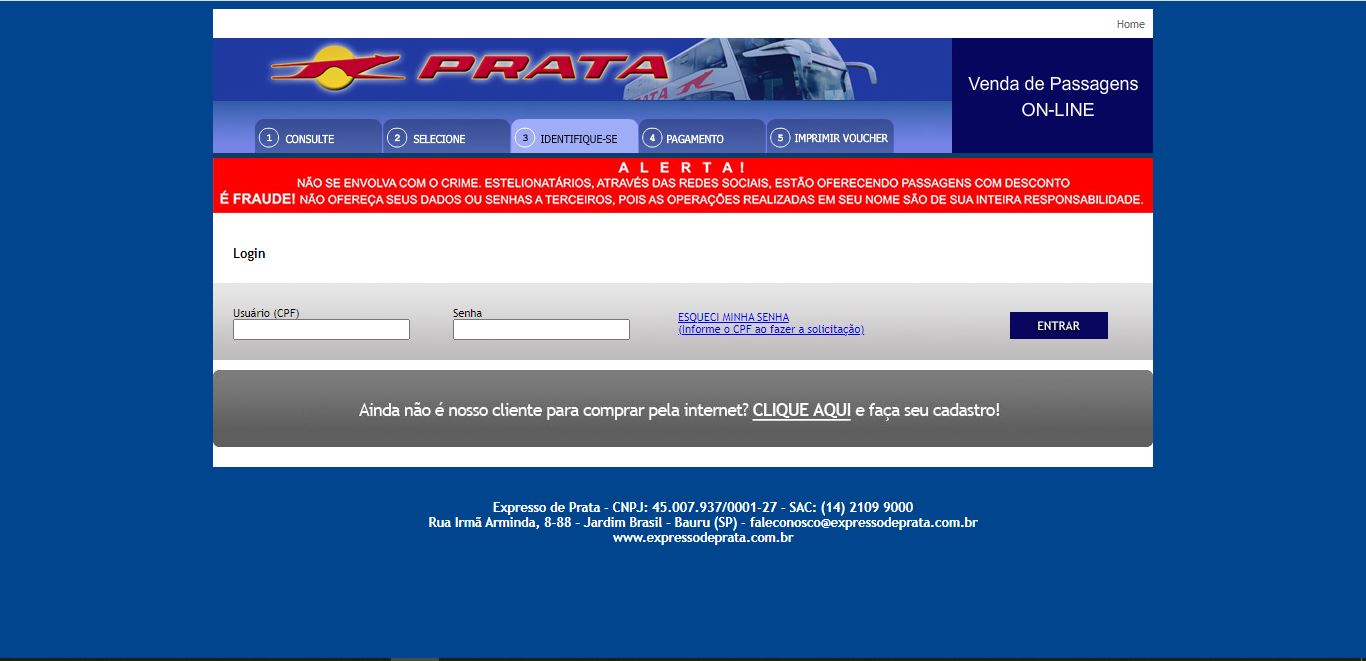 Home
PRATA
PRATA
Venda de Passagens
ON-LINE
1 CONSULTE
2 SELECIONE
3 IDENTIFIQUE-SE
4 PAGAMENTO
5 IMPRIMIR VOUCHER
A L E R T A !
NÃO SE ENVOLVA COM O CRIME. ESTELIONATÁRIOS, ATRAVÉS DAS REDES SOCIAIS, ESTÃO OFERECENDO PASSAGENS COM DESCONTO
É FRAUDE! NÃO OFEREÇA SEUS DADOS OU SENHAS A TERCEIROS, POIS AS OPERAÇÕES REALIZADAS EM SEU NOME SÃO DE SUA INTEIRA RESPONSABILIDADE.
Login
Usuário (CPF)
Senha
ESQUECI MINHA SENHA
(Informe o CPF ao fazer a solicitação)
ENTRAR
Ainda não é nosso cliente para comprar pela internet? CLIQUE AQUI e faça seu cadastro!
Expresso de Prata - CNPJ: 45.007.937/0001-27 - SAC: (14) 2109 9000
Rua Irmã Arminda, 8-88 - Jardim Brasil - Bauru (SP) - faleconosco@expressodeprata.com.br
www.expressodeprata.com.br